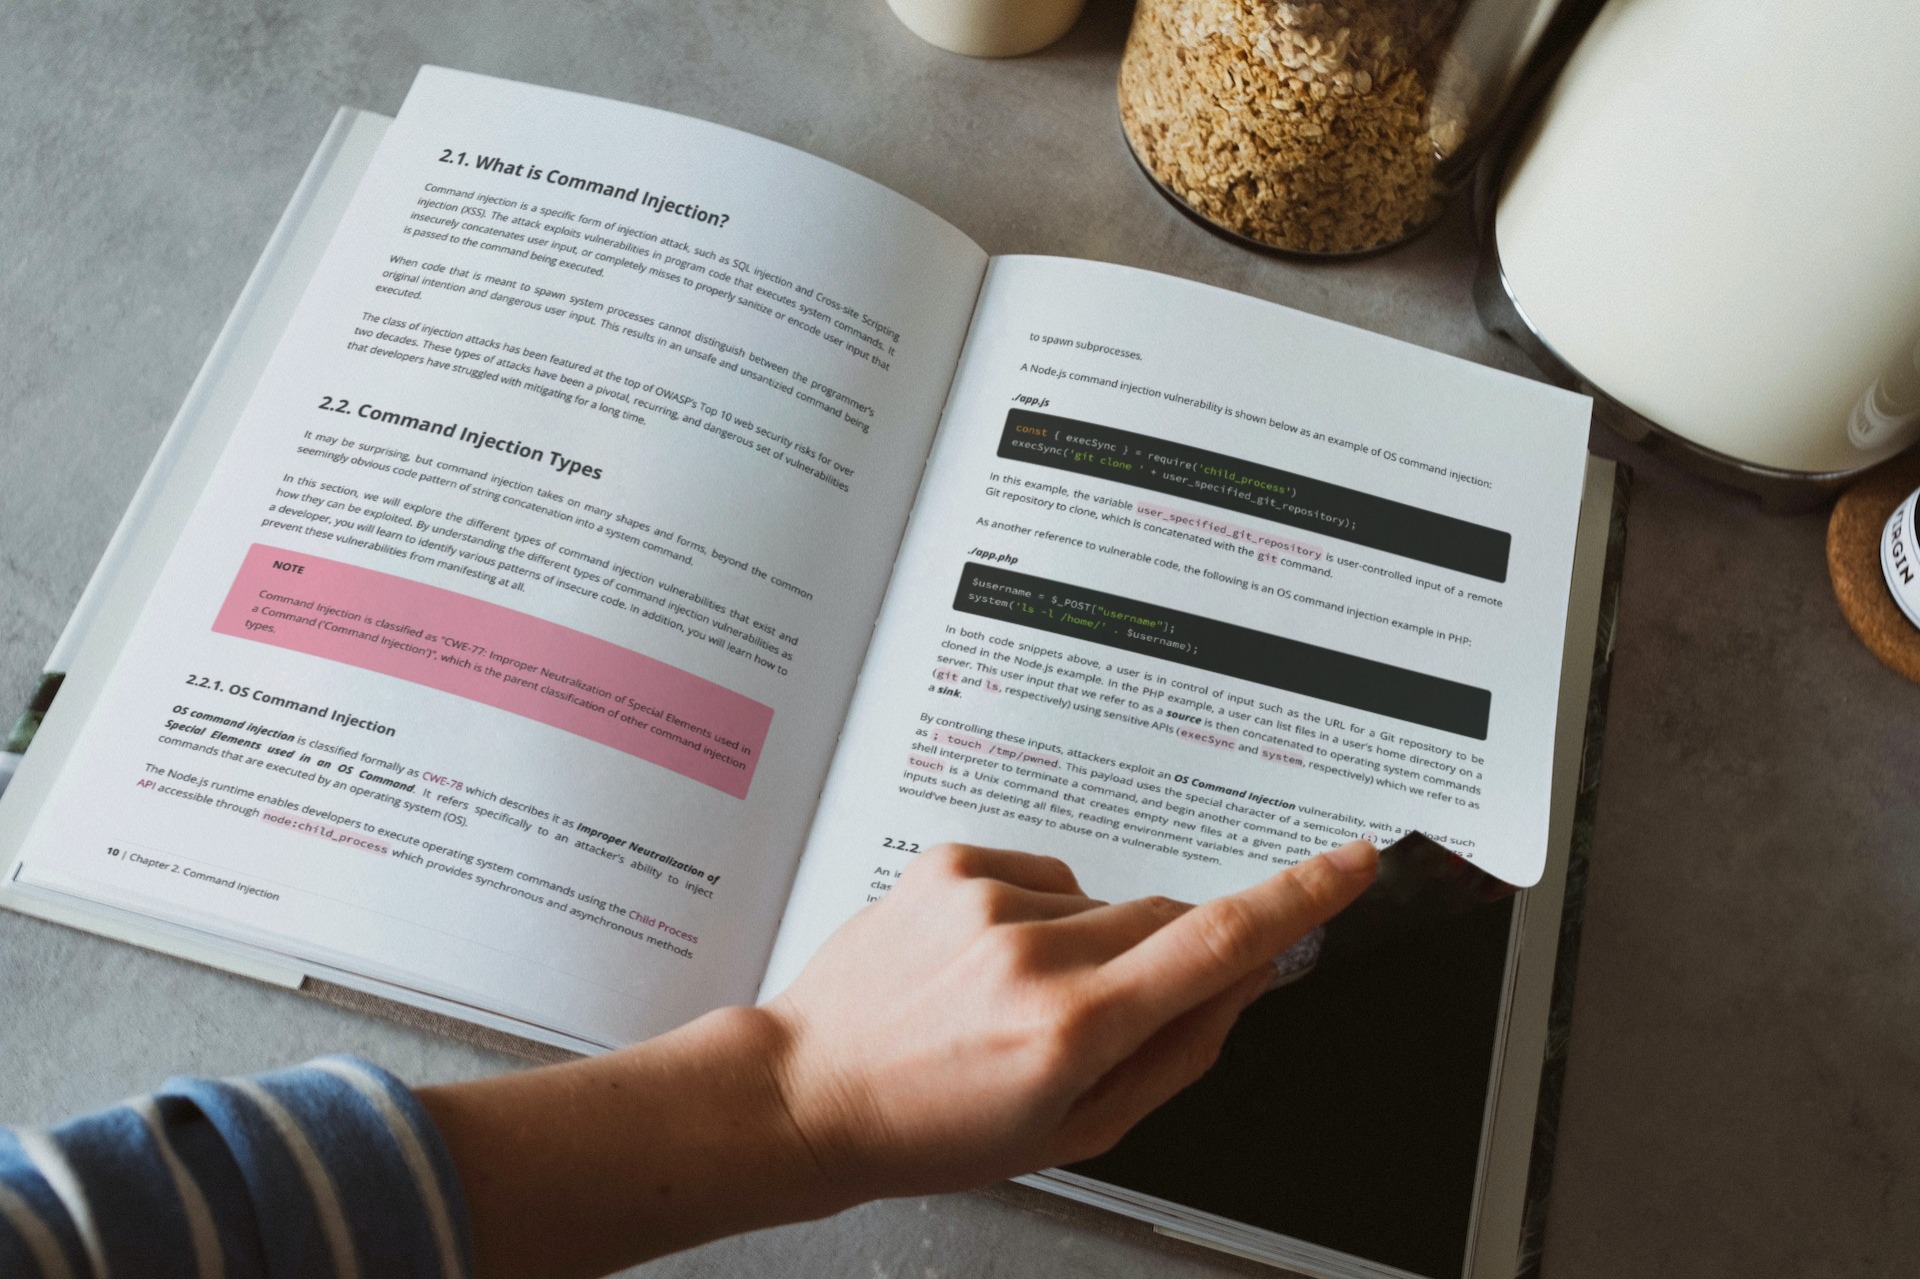 2.1. What is Command Injection?
Command injection is a specific form of injection attack, such as SQL injection and Cross-site Scripting
injection (XSS). The attack exploits vulnerabilities in program code that executes system commands. It
insecurely concatenates user input, or completely misses to properly sanitize or encode user input that
is passed to the command being executed.
When code that is meant to spawn system processes cannot distinguish between the programmer's
original intention and dangerous user input. This results in an unsafe and unsantizied command being
executed.
The class of injection attacks has been featured at the top of OWASP's Top 10 web security risks for over
two decades. These types of attacks have been a pivotal, recurring, and dangerous set of vulnerabilities
that developers have struggled with mitigating for a long time.
2.2. Command Injection Types
It may be surprising, but command injection takes on many shapes and forms, beyond the common
seemingly obvious code pattern of string concatenation into a system command.
In this section, we will explore the different types of command injection vulnerabilities that exist and
how they can be exploited. By understanding the different types of command injection vulnerabilities as
a developer, you will learn to identify various patterns of insecure code. In addition, you will learn how to
prevent these vulnerabilities from manifesting at all.
NOTE
Command Injection is classified as "CWE-77: Improper Neutralization of Special Elements used in
a Command ('Command Injection')", which is the parent classification of other command injection
types.
2.2.1. OS Command Injection
OS command injection is classified formally as CWE-78 which describes it as Improper Neutralization of
Special Elements used in an OS Command. It refers specifically to an attacker's ability to inject
commands that are executed by an operating system (OS).
The Node.js runtime enables developers to execute operating system commands using the Child Process
API accessible through node:child_process which provides synchronous and asynchronous methods
10 | Chapter 2. Command Injection
to spawn subprocesses.
A Node.js command injection vulnerability is shown below as an example of OS command injection:
./app.js
const { execSync } = require('child_process')
execSync('git clone ' + user_specified_git_repository);
In this example, the variable user_specified_git_repository is user-controlled input of a remote
Git repository to clone, which is concatenated with the git command.
As another reference to vulnerable code, the following is an OS command injection example in PHP:
./app.php
$username = $_POST["username"];
system('ls -l /home/' . $username);
In both code snippets above, a user is in control of input such as the URL for a Git repository to be
cloned in the Node.js example. In the PHP example, a user can list files in a user's home directory on a
server. This user input that we refer to as a source is then concatenated to operating system commands
(git and ls, respectively) using sensitive APIs (execSync and system, respectively) which we refer to as
a sink.
By controlling these inputs, attackers exploit an OS Command Injection vulnerability, with a payload such
as ; touch /tmp/pwned. This payload uses the special character of a semicolon (;)
shell interpreter to terminate a command, and begin another command to be
touch is a Unix command that creates empty new files at a given path.
inputs such as deleting all files, reading environment variables and
would've been just as easy to abuse on a vulnerable system.
2.2.2.
An
VIRGIN